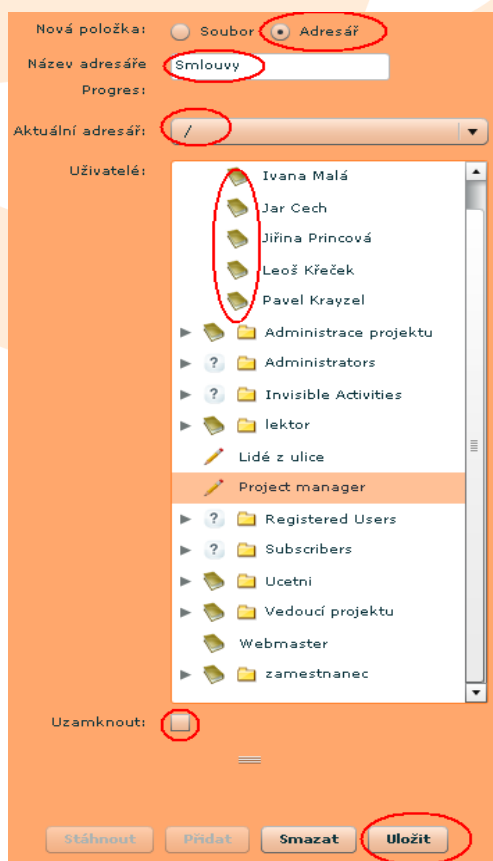 Nová položka: Soubor Adresář
Název adresáře Smlouvy
Progres:
Aktuální adresář: /
Uživatelé:
Ivana Malá
Jar Cech
Jiřina Princová
Leoš Křeček
Pavel Krayzel
Administrace projektu
? Administrators
? Invisible Activities
lektor
Lidé z ulice
Project manager
? Registered Users
? Subscribers
Ucetni
Vedoucí projektu
Webmaster
zamestnanec
Uzamknout:
Stáhnout Přidat Smazat Uložit